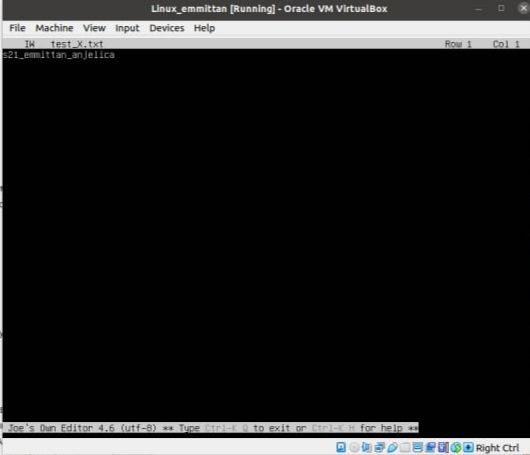 Linux_emmittan [Running] - Oracle VM VirtualBox
File Machine View Input Devices Help
IW test_X.txt Row 1 Col 1
s21_emmittan_anjelica
Joe's Own Editor 4.6 (utf-8) ** Type Ctrl-K Q to exit or Ctrl-K H for help **
Right Ctrl